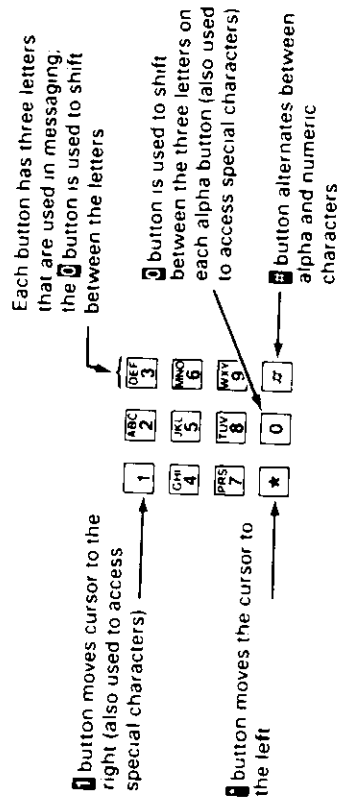 Each button has three letters
that are used in messaging;
the 0 button is used to shift
between the letters
1 button moves cursor to the
right (also used to access
special characters)
1
ABC
2
DEF
3
GHI
4
JKL
5
MNO
6
PRS
7
TUV
8
WXY
9
*
0
#
0 button is used to shift
between the three letters on
each alpha button (also used
to access special characters)
* button moves the cursor to
the left
# button alternates between
alpha and numeric
characters